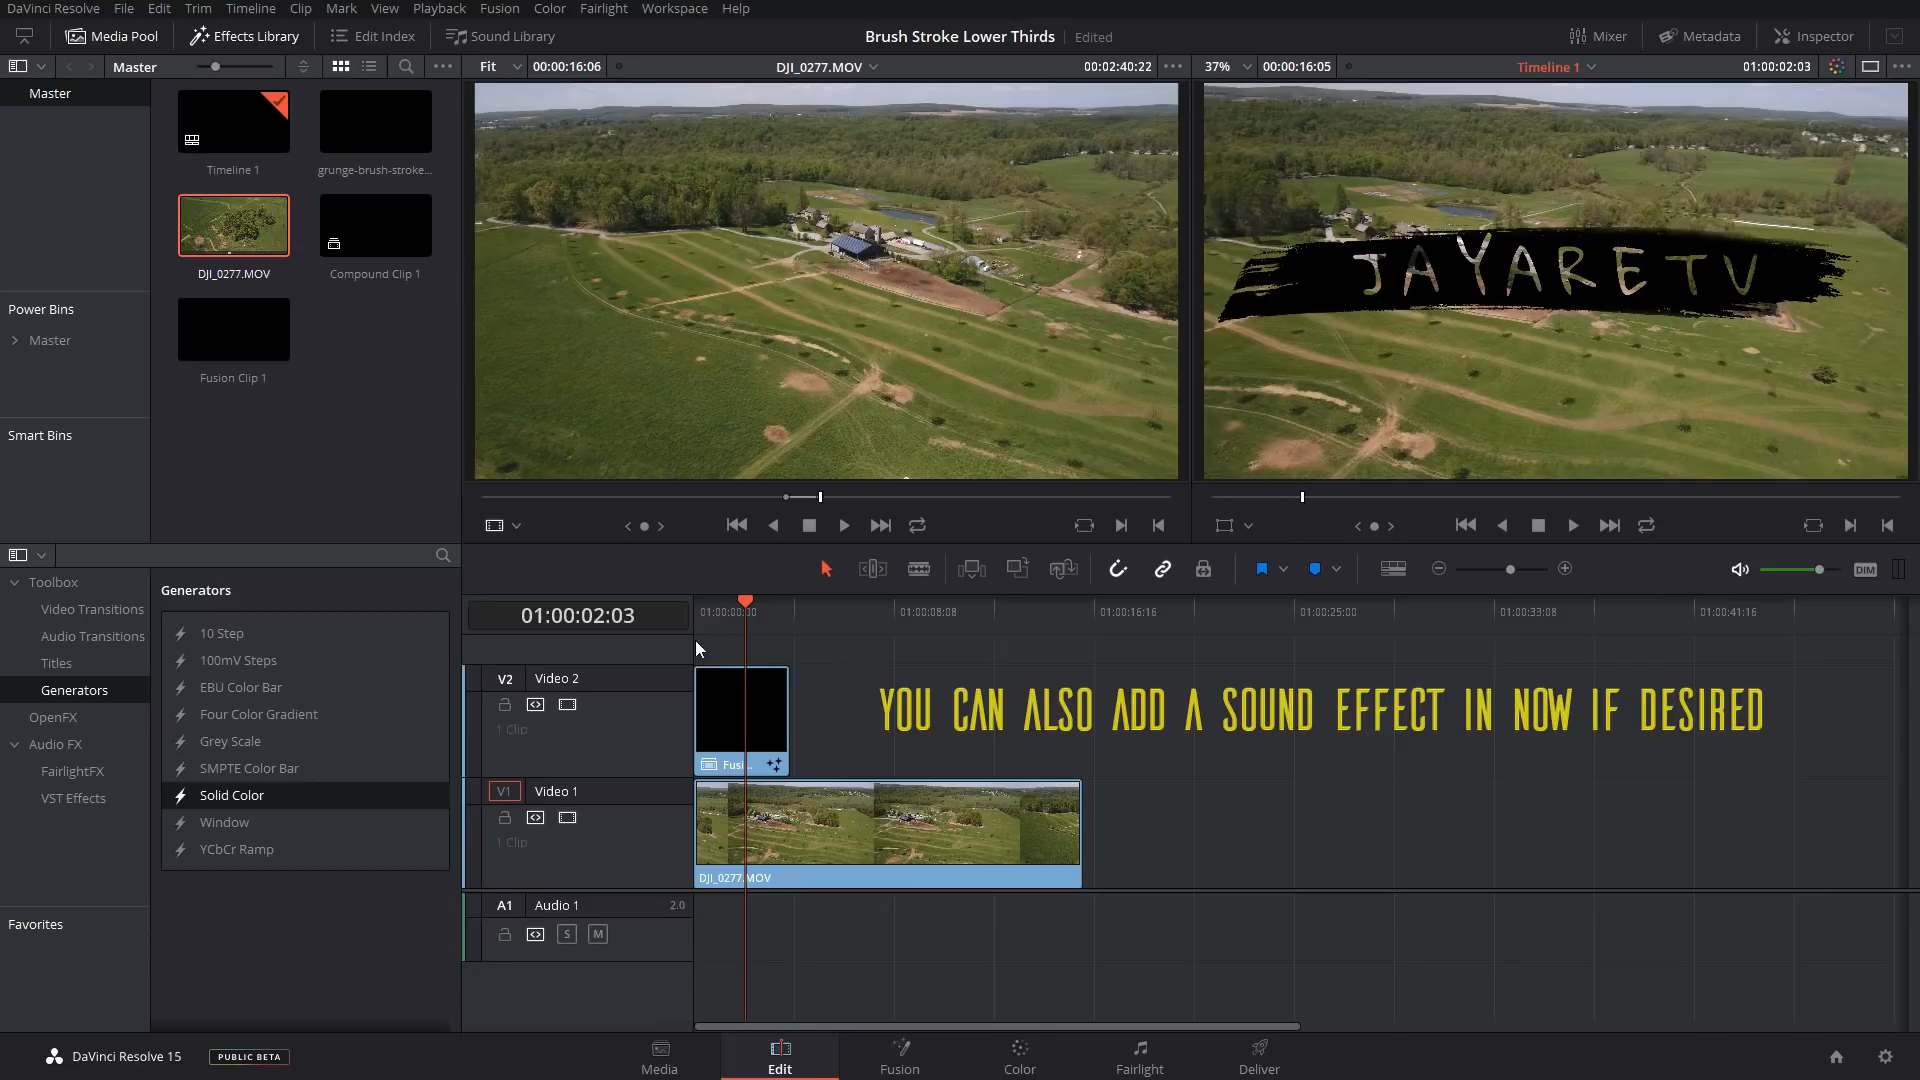 DaVinci Resolve File Edit Trim Timeline Clip Mark View Playback Fusion Color Fairlight Workspace Help
Media Pool Effects Library Edit Index Sound Library Brush Stroke Lower Thirds Edited Mixer Metadata Inspector
Master Fit 00:00:16:06 DJI_0277.MOV 00:02:40:22 37% 00:00:16:05 Timeline 1 01:00:02:03
Master
Timeline 1 grunge-brush-stroke...
DJI_0277.MOV Compound Clip 1
Fusion Clip 1
Power Bins
Master
Smart Bins
JAYARETV
Toolbox
Video Transitions
Audio Transitions
Titles
Generators
OpenFX
Audio FX
FairlightFX
VST Effects
Favorites
Generators
10 Step
100mV Steps
EBU Color Bar
Four Color Gradient
Grey Scale
SMPTE Color Bar
Solid Color
Window
YCbCr Ramp
DIM
01:00:02:03 01:00:00:00 01:00:08:08 01:00:16:16 01:00:25:00 01:00:33:08 01:00:41:16
V2 Video 2
1 Clip
Fusi...
YOU CAN ALSO ADD A SOUND EFFECT IN NOW IF DESIRED
V1 Video 1
1 Clip
DJI_0277.MOV
A1 Audio 1 2.0
S M
DaVinci Resolve 15 PUBLIC BETA Media Edit Fusion Color Fairlight Deliver